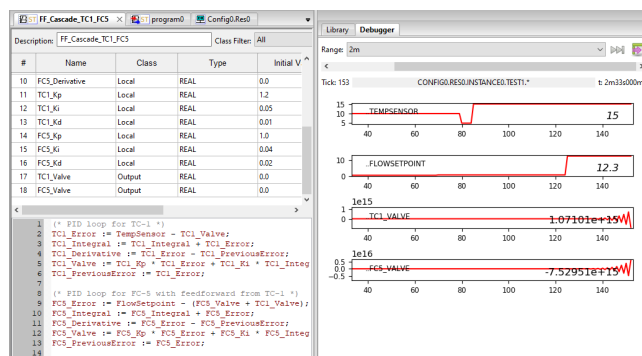 FF_Cascade_TC1_FC5
program0
Config0.Res0
Description: FF_Cascade_TC1_FC5 Class Filter: All
# Name Class Type Initial V
10 FC5_Derivative Local REAL 0.0
11 TC1_Kp Local REAL 1.2
12 TC1_Ki Local REAL 0.05
13 TC1_Kd Local REAL 0.01
14 FC5_Kp Local REAL 1.0
15 FC5_Ki Local REAL 0.04
16 FC5_Kd Local REAL 0.02
17 TC1_Valve Output REAL 0.0
18 FC5_Valve Output REAL 0.0
1 (* PID loop for TC-1 *)
2 TC1_Error := TempSensor - TC1_Valve;
3 TC1_Integral := TC1_Integral + TC1_Error;
4 TC1_Derivative := TC1_Error - TC1_PreviousError;
5 TC1_Valve := TC1_Kp * TC1_Error + TC1_Ki * TC1_Integ
6 TC1_PreviousError := TC1_Error;
7
8 (* PID loop for FC-5 with feedforward from TC-1 *)
9 FC5_Error := FlowSetpoint - (FC5_Valve + TC1_Valve);
10 FC5_Integral := FC5_Integral + FC5_Error;
11 FC5_Derivative := FC5_Error - FC5_PreviousError;
12 FC5_Valve := FC5_Kp * FC5_Error + FC5_Ki * FC5_Integ
13 FC5_PreviousError := FC5_Error;
14
Library Debugger
Range: 2m
Tick: 153 CONFIG0.RES0.INSTANCE0.TEST1.* t: 2m33s000m
15
10
5
..TEMPSENSOR
15
40 60 80 100 120 140
10
0
..FLOWSETPOINT
12.3
40 60 80 100 120 140
1e15
1
0
..TC1_VALVE
1.07101e+15
40 60 80 100 120 140
1e16
0.5
0.0
-0.5
..FC5_VALVE
-7.52951e+15
40 60 80 100 120 140